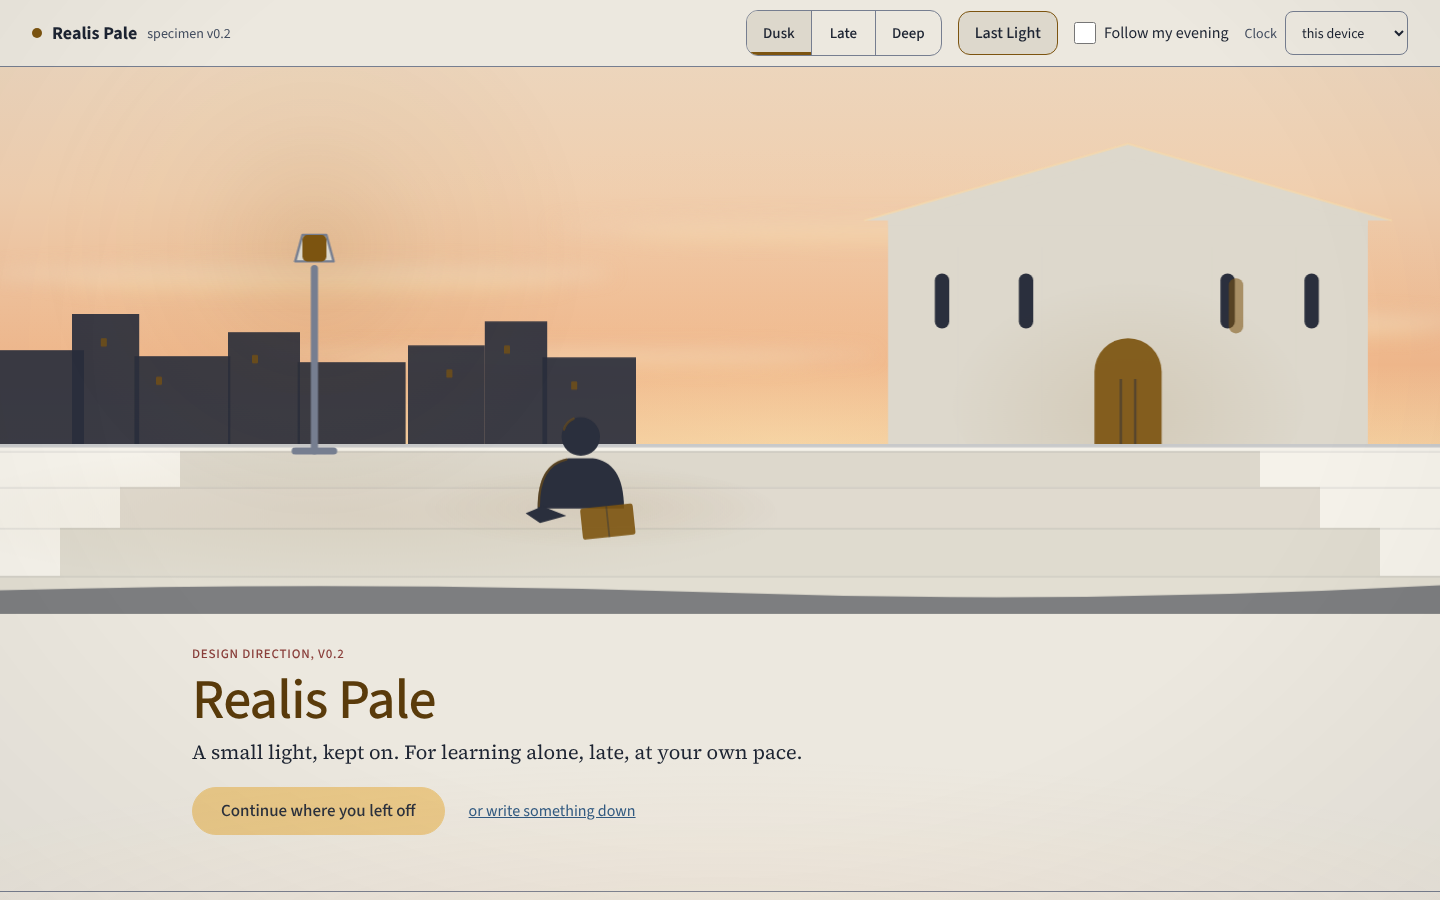 Realis Pale specimen v0.2
Dusk Late Deep Last Light Follow my evening Clock this device
DESIGN DIRECTION, V0.2
Realis Pale
A small light, kept on. For learning alone, late, at your own pace.
Continue where you left off or write something down